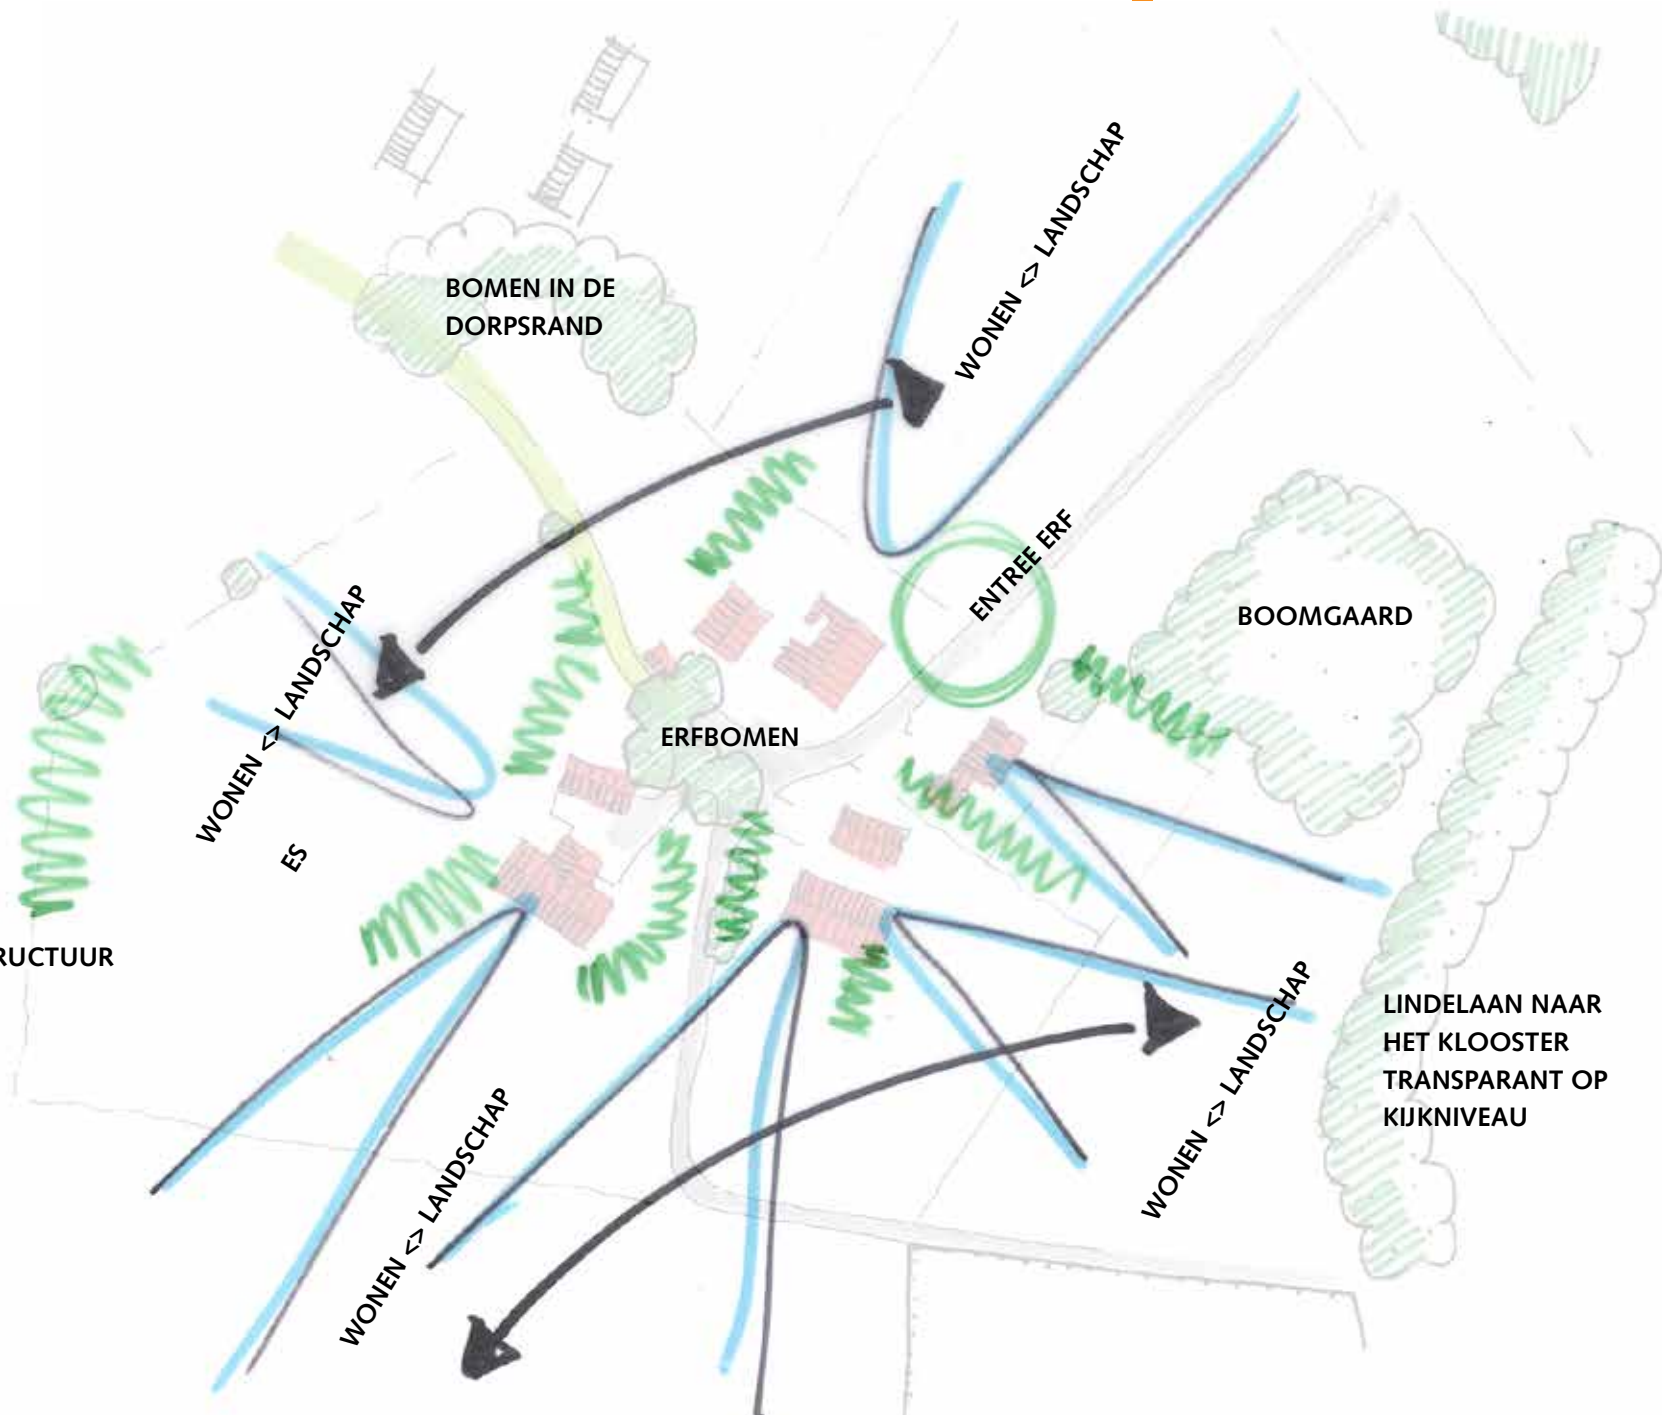 BOMEN IN DE
DORPSRAND
WONEN <> LANDSCHAP
ENTREE ERF
BOOMGAARD
WONEN <> LANDSCHAP
ERFBOMEN
ES
RUCTUUR
LINDELAAN NAAR
HET KLOOSTER
TRANSPARANT OP
KIJKNIVEAU
WONEN <> LANDSCHAP
WONEN <> LANDSCHAP